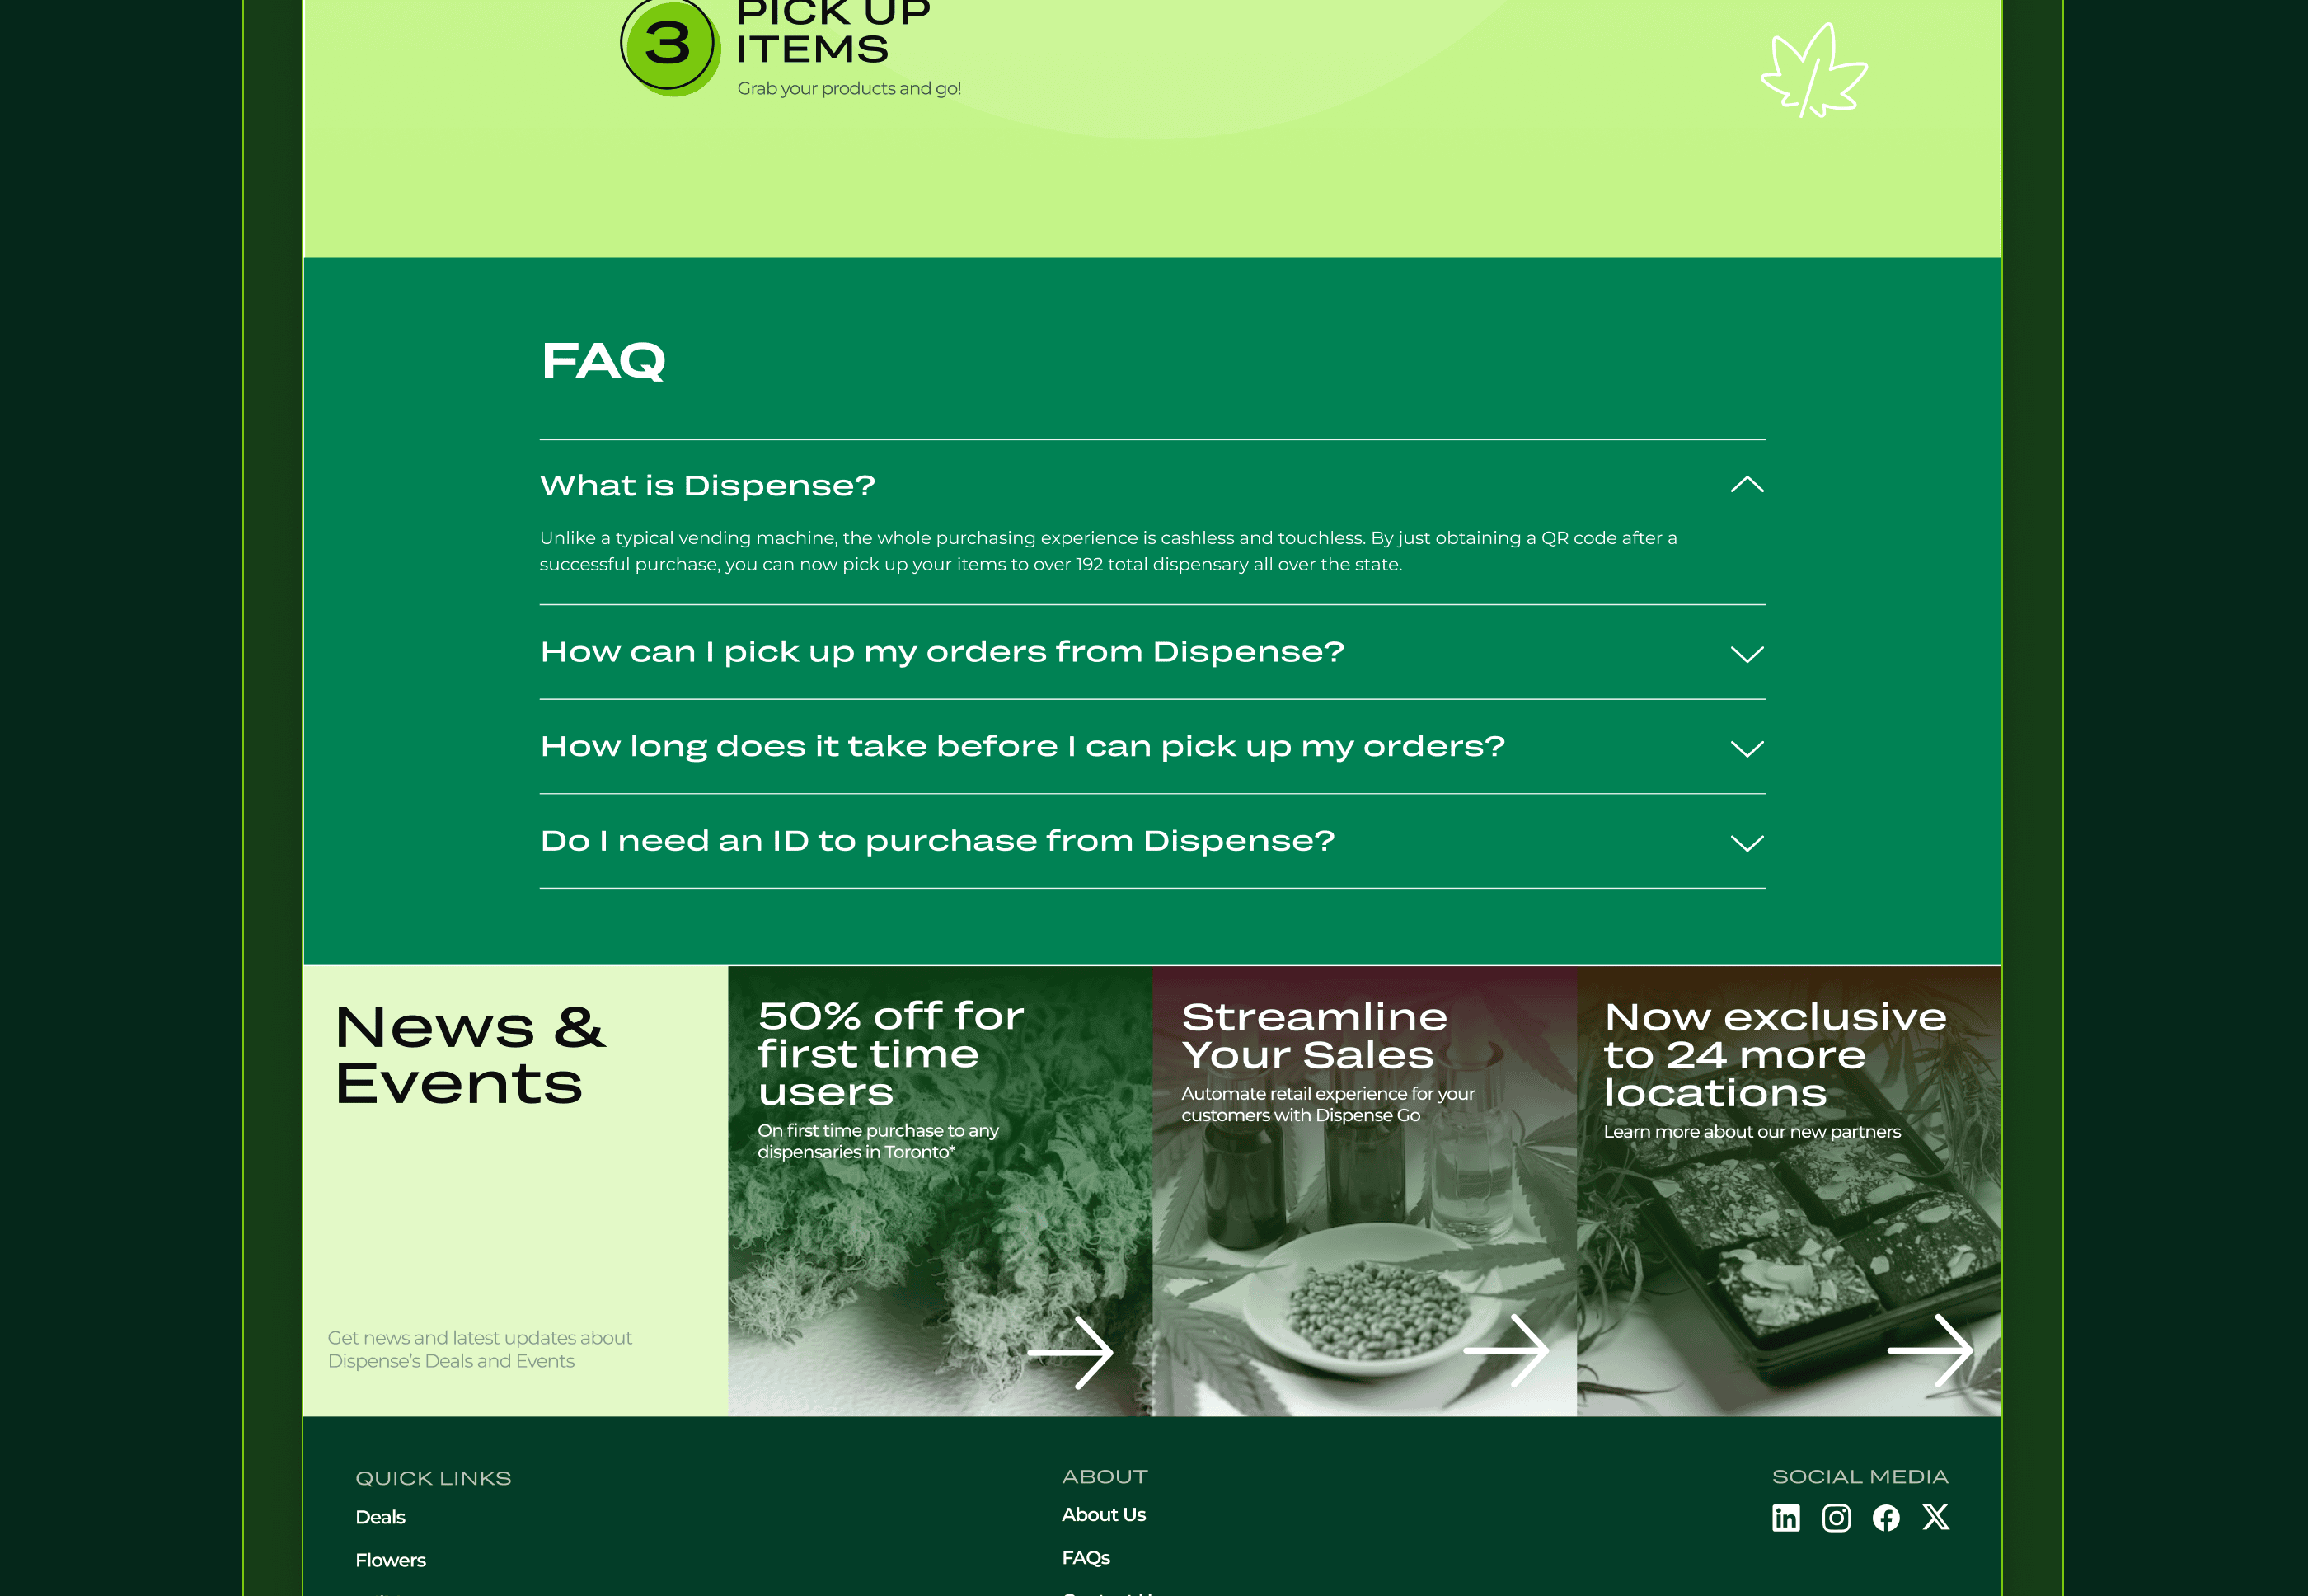 3
PICK UP
ITEMS
Grab your products and go!
FAQ
What is Dispense?
Unlike a typical vending machine, the whole purchasing experience is cashless and touchless. By just obtaining a QR code after a
successful purchase, you can now pick up your items to over 192 total dispensary all over the state.
How can I pick up my orders from Dispense?
How long does it take before I can pick up my orders?
Do I need an ID to purchase from Dispense?
News &
Events
Get news and latest updates about
Dispense's Deals and Events
50% off for
first time
users
On first time purchase to any
dispensaries in Toronto*
Streamline
Your Sales
Automate retail experience for your
customers with Dispense Go
Now exclusive
to 24 more
locations
Learn more about our new partners
QUICK LINKS
Deals
Flowers
ABOUT
About Us
FAQs
SOCIAL MEDIA
in